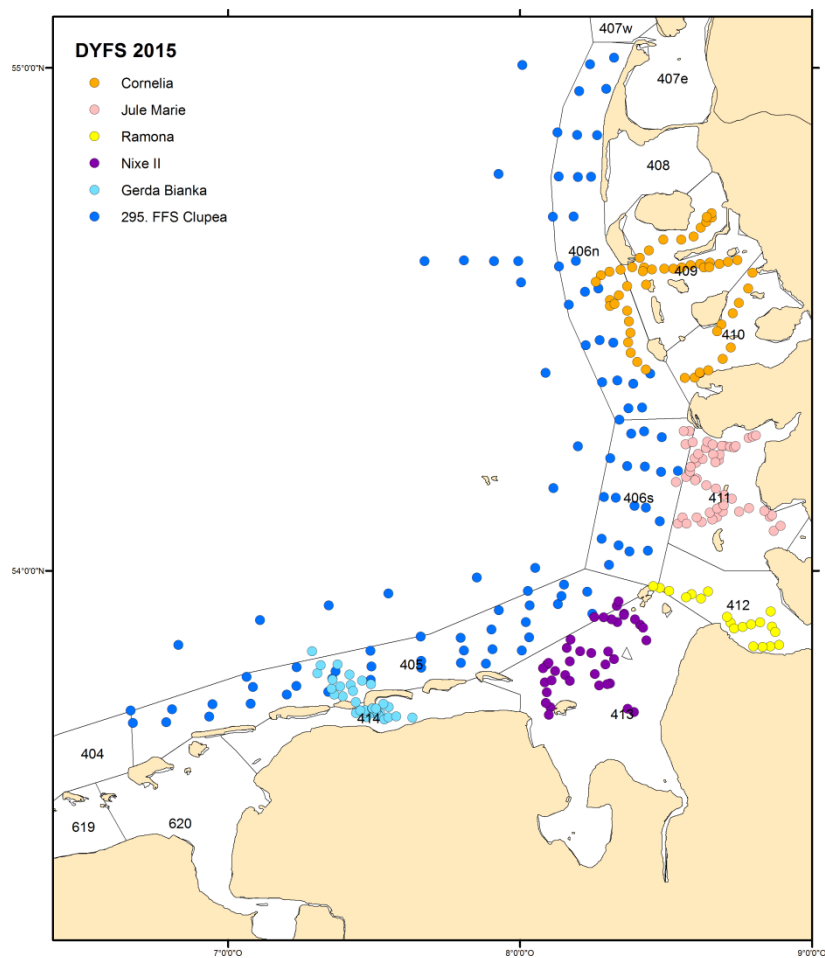 407w
DYFS 2015
55°0'0"N
Cornelia
407e
Jule Marie
Ramona
Nixe II
408
Gerda Bianka
295. FFS Clupea
406n
409
410
406s
411
54°0'0"N
412
405
414
413
404
619
620
7°0'0"O
8°0'0"O
9°0'0"O